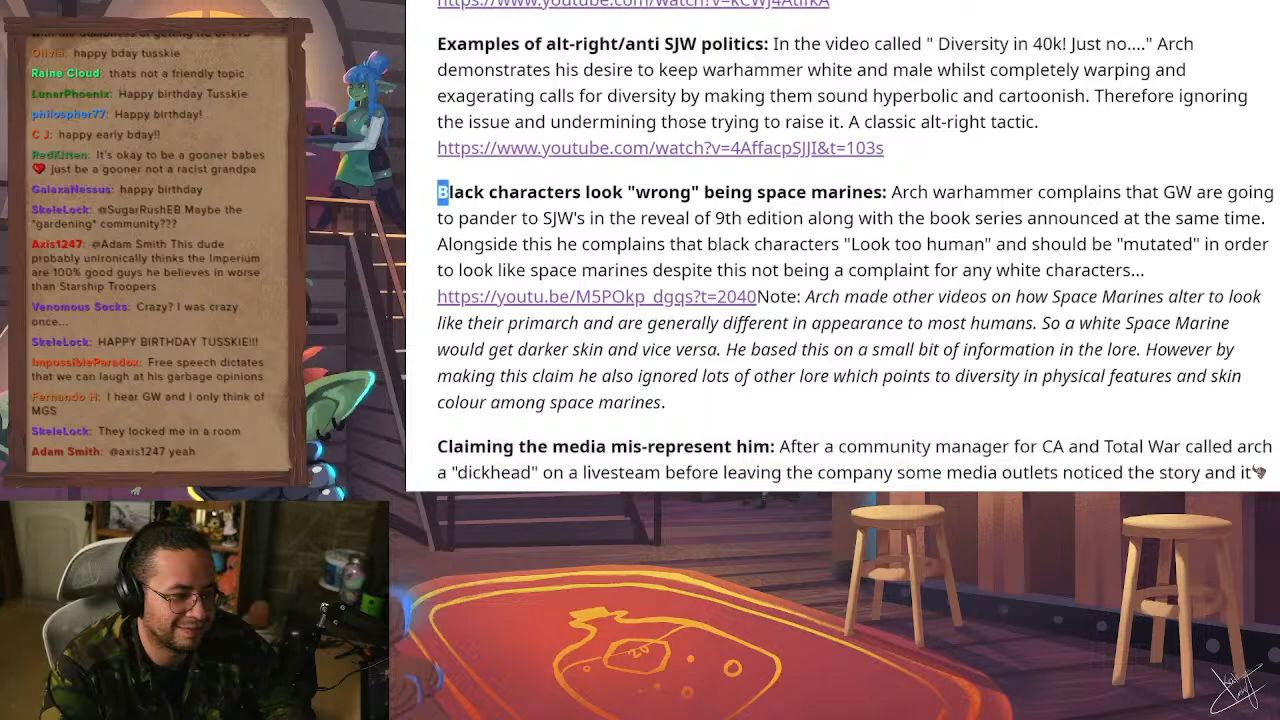 Olivia: happy bday tusskie
Raine Cloud: thats not a friendly topic
LunarPhoenix: Happy birthday Tusskie
philospher77: Happy birthday!
C J: happy early bday!!
RedKitten: It's okay to be a gooner babes
❤️ just be a gooner not a racist grandpa
GalaxaNessus: happy birthday
SkeleLock: @SugarRushEB Maybe the
"gardening" community???
Axis1247: @Adam Smith This dude
probably unironically thinks the Imperium
are 100% good guys he believes in worse
than Starship Troopers
Venomous Socks: Crazy? I was crazy
once...
SkeleLock: HAPPY BIRTHDAY TUSSKIE!!!
ImpossibleParadox: Free speech dictates
that we can laugh at his garbage opinions
Fernando H: I hear GW and I only think of
MGS
SkeleLock: They locked me in a room
Adam Smith: @axis1247 yeah
Examples of alt-right/anti SJW politics: In the video called " Diversity in 40k! Just no...." Arch
demonstrates his desire to keep warhammer white and male whilst completely warping and
exagerating calls for diversity by making them sound hyperbolic and cartoonish. Therefore ignoring
the issue and undermining those trying to raise it. A classic alt-right tactic.
https://www.youtube.com/watch?v=4AffacpSJJI&t=103s
Black characters look "wrong" being space marines: Arch warhammer complains that GW are going
to pander to SJW's in the reveal of 9th edition along with the book series announced at the same time.
Alongside this he complains that black characters "Look too human" and should be "mutated" in order
to look like space marines despite this not being a complaint for any white characters...
https://youtu.be/M5POkp_dgqs?t=2040Note: Arch made other videos on how Space Marines alter to look
like their primarch and are generally different in appearance to most humans. So a white Space Marine
would get darker skin and vice versa. He based this on a small bit of information in the lore. However by
making this claim he also ignored lots of other lore which points to diversity in physical features and skin
colour among space marines.
Claiming the media mis-represent him: After a community manager for CA and Total War called arch
a "dickhead" on a livesteam before leaving the company some media outlets noticed the story and it
20